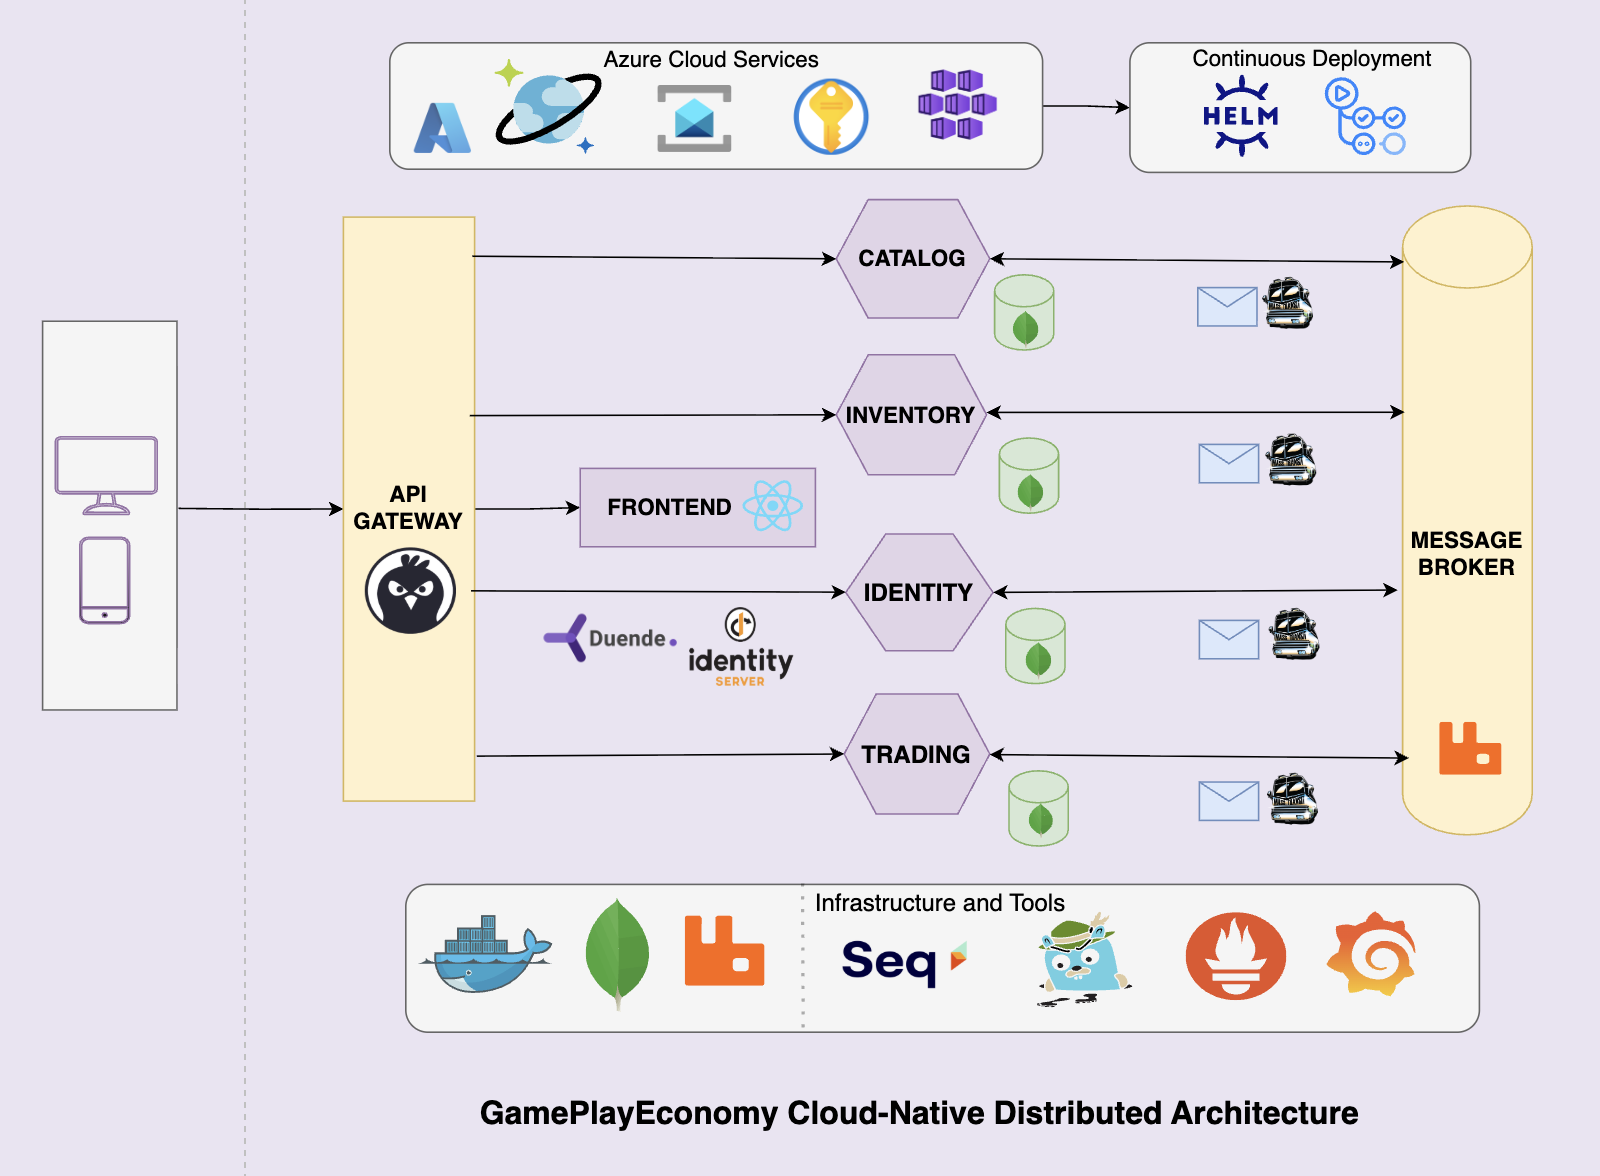 Azure Cloud Services
Continuous Deployment
HELM
CATALOG
INVENTORY
API
GATEWAY
FRONTEND
MESSAGE
BROKER
IDENTITY
Duende
identity
SERVER
TRADING
Infrastructure and Tools
Seq
GamePlayEconomy Cloud-Native Distributed Architecture